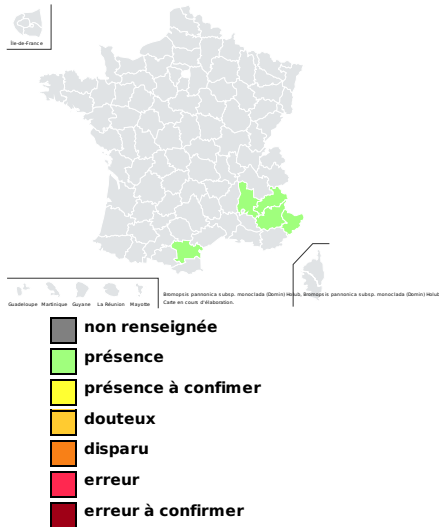 Île-de-France
Guadeloupe Martinique Guyane La Réunion Mayotte
Bromopsis pannonica subsp. monoclada (Domin) Holub, Bromopsis pannonica subsp. monoclada (Domin) Holub
Carte en cours d'élaboration.
non renseignée
présence
présence à confimer
douteux
disparu
erreur
erreur à confirmer